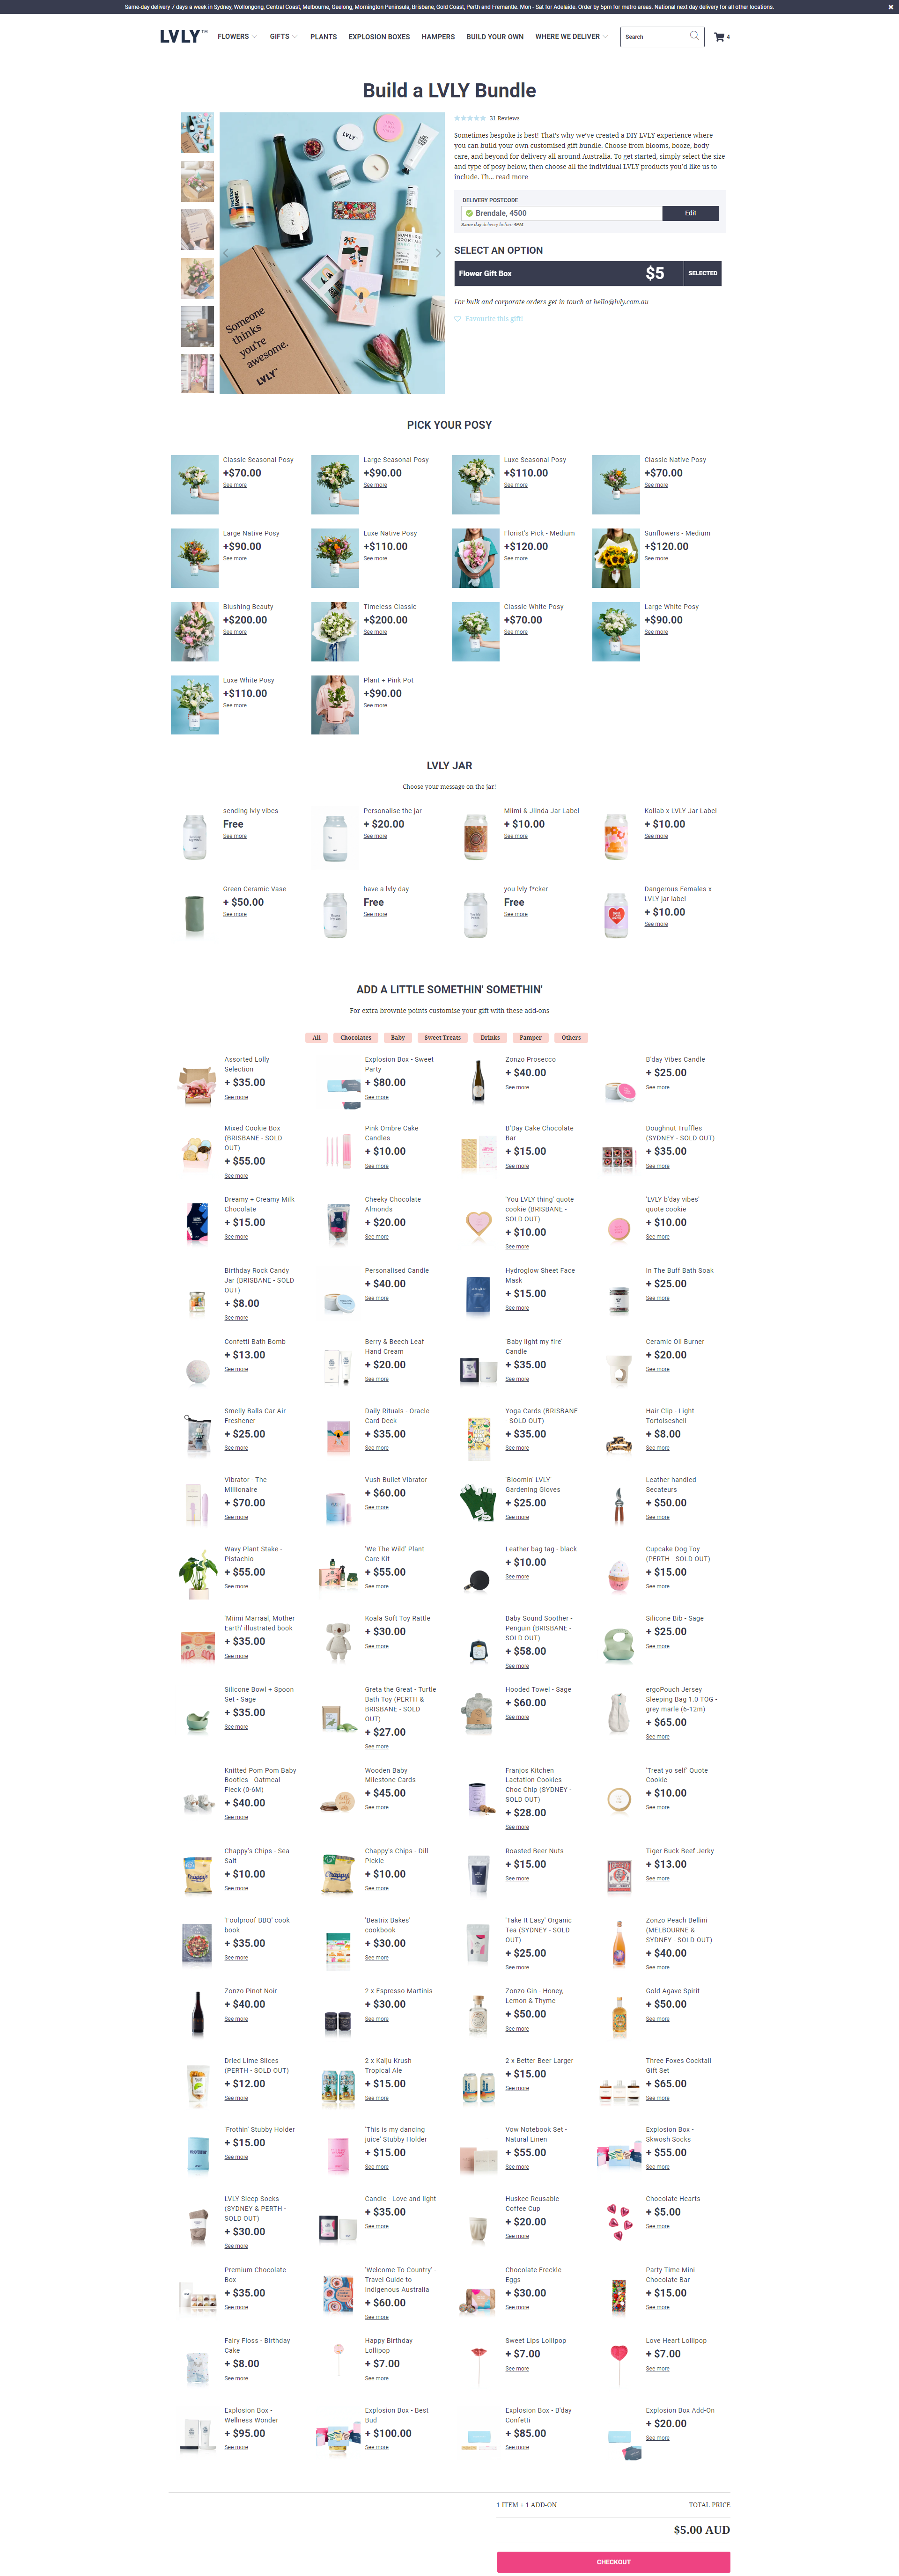 Same-day delivery 7 days a week in Sydney, Wollongong, Central Coast, Melbourne, Geelong, Mornington Peninsula, Brisbane, Gold Coast, Perth and Fremantle. Mon - Sat for Adelaide. Order by 5pm for metro areas. National next day delivery for all other locations.
LVLY™ FLOWERS GIFTS PLANTS EXPLOSION BOXES HAMPERS BUILD YOUR OWN WHERE WE DELIVER Search 4
Build a LVLY Bundle
31 Reviews
Sometimes bespoke is best! That's why we've created a DIY LVLY experience where
you can build your own customised gift bundle. Choose from blooms, booze, body
care, and beyond for delivery all around Australia. To get started, simply select the size
and type of posy below, then choose all the individual LVLY products you'd like us to
include. Th... read more
DELIVERY POSTCODE
Brendale, 4500 Edit
Same day delivery before 4PM
SELECT AN OPTION
Flower Gift Box $5 SELECTED
For bulk and corporate orders get in touch at hello@lvly.com.au
Favourite this gift!
Someone
thinks
you're
awesome.
LVLY
PICK YOUR POSY
Classic Seasonal Posy
+$70.00
See more
Large Seasonal Posy
+$90.00
See more
Luxe Seasonal Posy
+$110.00
See more
Classic Native Posy
+$70.00
See more
Large Native Posy
+$90.00
See more
Luxe Native Posy
+$110.00
See more
Florist's Pick - Medium
+$120.00
See more
Sunflowers - Medium
+$120.00
See more
Blushing Beauty
+$200.00
See more
Timeless Classic
+$200.00
See more
Classic White Posy
+$70.00
See more
Large White Posy
+$90.00
See more
Luxe White Posy
+$110.00
See more
Plant + Pink Pot
+$90.00
See more
LVLY JAR
Choose your message on the jar!
sending lvly vibes
Free
See more
Personalise the jar
+ $20.00
See more
Miimi & Jiinda Jar Label
+ $10.00
See more
Kollab x LVLY Jar Label
+ $10.00
See more
Green Ceramic Vase
+ $50.00
See more
have a lvly day
Free
See more
you lvly f*cker
Free
See more
Dangerous Females x
LVLY jar label
+ $10.00
See more
ADD A LITTLE SOMETHIN' SOMETHIN'
For extra brownie points customise your gift with these add-ons
All Chocolates Baby Sweet Treats Drinks Pamper Others
Assorted Lolly
Selection
+ $35.00
See more
Explosion Box - Sweet
Party
+ $80.00
See more
Zonzo Prosecco
+ $40.00
See more
B'day Vibes Candle
+ $25.00
See more
Mixed Cookie Box
(BRISBANE - SOLD
OUT)
+ $55.00
See more
Pink Ombre Cake
Candles
+ $10.00
See more
B'Day Cake Chocolate
Bar
+ $15.00
See more
Doughnut Truffles
(SYDNEY - SOLD OUT)
+ $35.00
See more
Dreamy + Creamy Milk
Chocolate
+ $15.00
See more
Cheeky Chocolate
Almonds
+ $20.00
See more
'You LVLY thing' quote
cookie (BRISBANE -
SOLD OUT)
+ $10.00
See more
'LVLY b'day vibes'
quote cookie
+ $10.00
See more
Birthday Rock Candy
Jar (BRISBANE - SOLD
OUT)
+ $8.00
See more
Personalised Candle
+ $40.00
See more
Hydroglow Sheet Face
Mask
+ $15.00
See more
In The Buff Bath Soak
+ $25.00
See more
Confetti Bath Bomb
+ $13.00
See more
Berry & Beech Leaf
Hand Cream
+ $20.00
See more
'Baby light my fire'
Candle
+ $35.00
See more
Ceramic Oil Burner
+ $20.00
See more
Smelly Balls Car Air
Freshener
+ $25.00
See more
Daily Rituals - Oracle
Card Deck
+ $35.00
See more
Yoga Cards (BRISBANE
- SOLD OUT)
+ $35.00
See more
Hair Clip - Light
Tortoiseshell
+ $8.00
See more
Vibrator - The
Millionaire
+ $70.00
See more
Vush Bullet Vibrator
+ $60.00
See more
'Bloomin' LVLY'
Gardening Gloves
+ $25.00
See more
Leather handled
Secateurs
+ $50.00
See more
Wavy Plant Stake -
Pistachio
+ $55.00
See more
'We The Wild' Plant
Care Kit
+ $55.00
See more
Leather bag tag - black
+ $10.00
See more
Cupcake Dog Toy
(PERTH - SOLD OUT)
+ $15.00
See more
'Miimi Marraal, Mother
Earth' illustrated book
+ $35.00
See more
Koala Soft Toy Rattle
+ $30.00
See more
Baby Sound Soother -
Penguin (BRISBANE -
SOLD OUT)
+ $58.00
See more
Silicone Bib - Sage
+ $25.00
See more
Silicone Bowl + Spoon
Set - Sage
+ $35.00
See more
Greta the Great - Turtle
Bath Toy (PERTH &
BRISBANE - SOLD
OUT)
+ $27.00
See more
Hooded Towel - Sage
+ $60.00
See more
ergoPouch Jersey
Sleeping Bag 1.0 TOG -
grey marle (6-12m)
+ $65.00
See more
Knitted Pom Pom Baby
Booties - Oatmeal
Fleck (0-6M)
+ $40.00
See more
Wooden Baby
Milestone Cards
+ $45.00
See more
Franjos Kitchen
Lactation Cookies -
Choc Chip (SYDNEY -
SOLD OUT)
+ $28.00
See more
'Treat yo self' Quote
Cookie
+ $10.00
See more
Chappy's Chips - Sea
Salt
+ $10.00
See more
Chappy's Chips - Dill
Pickle
+ $10.00
See more
Roasted Beer Nuts
+ $15.00
See more
Tiger Buck Beef Jerky
+ $13.00
See more
'Foolproof BBQ' cook
book
+ $35.00
See more
'Beatrix Bakes'
cookbook
+ $30.00
See more
'Take It Easy' Organic
Tea (SYDNEY - SOLD
OUT)
+ $25.00
See more
Zonzo Peach Bellini
(MELBOURNE &
SYDNEY - SOLD OUT)
+ $40.00
See more
Zonzo Pinot Noir
+ $40.00
See more
2 x Espresso Martinis
+ $30.00
See more
Zonzo Gin - Honey,
Lemon & Thyme
+ $50.00
See more
Gold Agave Spirit
+ $50.00
See more
Dried Lime Slices
(PERTH - SOLD OUT)
+ $12.00
See more
2 x Kaiju Krush
Tropical Ale
+ $15.00
See more
2 x Better Beer Larger
+ $15.00
See more
Three Foxes Cocktail
Gift Set
+ $65.00
See more
'Frothin' Stubby Holder
+ $15.00
See more
'This is my dancing
juice' Stubby Holder
+ $15.00
See more
Vow Notebook Set -
Natural Linen
+ $55.00
See more
Explosion Box -
Skwosh Socks
+ $55.00
See more
LVLY Sleep Socks
(SYDNEY & PERTH -
SOLD OUT)
+ $30.00
See more
Candle - Love and light
+ $35.00
See more
Huskee Reusable
Coffee Cup
+ $20.00
See more
Chocolate Hearts
+ $5.00
See more
Premium Chocolate
Box
+ $35.00
See more
'Welcome To Country' -
Travel Guide to
Indigenous Australia
+ $60.00
See more
Chocolate Freckle
Eggs
+ $30.00
See more
Party Time Mini
Chocolate Bar
+ $15.00
See more
Fairy Floss - Birthday
Cake
+ $8.00
See more
Happy Birthday
Lollipop
+ $7.00
See more
Sweet Lips Lollipop
+ $7.00
See more
Love Heart Lollipop
+ $7.00
See more
Explosion Box -
Wellness Wonder
+ $95.00
See more
Explosion Box - Best
Bud
+ $100.00
See more
Explosion Box - B'day
Confetti
+ $85.00
See more
Explosion Box Add-On
+ $20.00
See more
1 ITEM + 1 ADD-ON TOTAL PRICE
$5.00 AUD
CHECKOUT